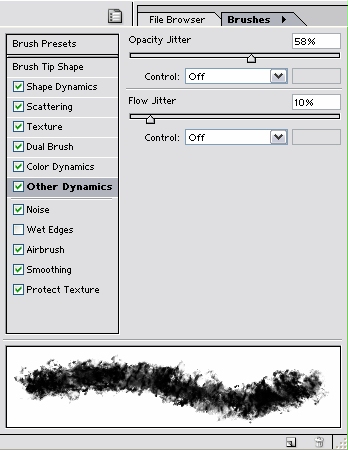 File Browser Brushes
Brush Presets
Brush Tip Shape
Shape Dynamics
Scattering
Texture
Dual Brush
Color Dynamics
Other Dynamics
Noise
Wet Edges
Airbrush
Smoothing
Protect Texture
Opacity Jitter 58%
Control: Off
Flow Jitter 10%
Control: Off